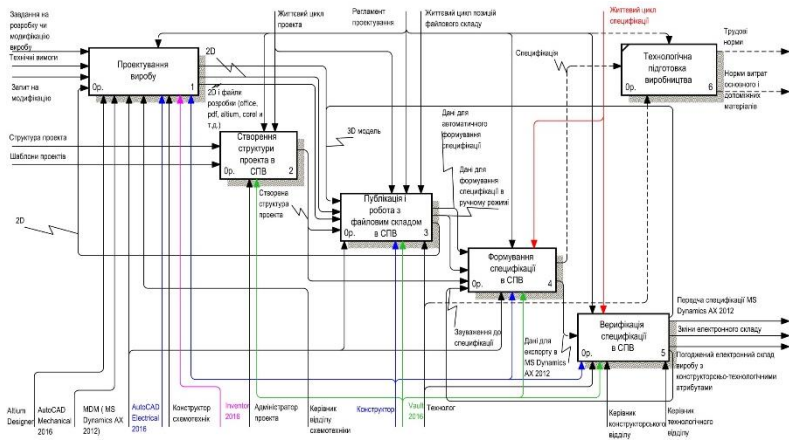 Завдання на
розробку чи
модифікацію
виробу
Технічні вимоги
Запит на
модифікацію
Структура проекта
Шаблони проектів
2D
Життєвий цикл
проекта
Регламент
проектування
Життєвий цикл позицій
файлового складу
Життєвий цикл
специфікації
Специфікація
Трудові
норми
Норми витрат
основного і
допоміжних
матеріалів
2D
Проектування
виробу
0р. 1
2D і файли
розробки (office,
pdf, altium, corel и
т.д.)
Створення
структури
проекта в
СПВ
0р. 2
Створена
структура
проекта
3D модель
Публікація і
робота з
файловим складом
в СПВ
0р. 3
Дані для
автоматичного
формування
специфікації
Дані для
формування
специфікації в
ручному режимі
Формування
специфікації
в СПВ
0р. 4
Технологічна
підготовка
виробництва
0р. 6
Зауваження до
специфікації
Дані для
експорту в
MS Dynamics
AX 2012
Верифікація
специфікації
в СПВ
0р. 5
Передача специфікації MS
Dynamics AX 2012
Зміни електронного складу
Погоджений електронний склад
виробу з
конструкторсько-технологічними
атрибутами
Altium
Designer
AutoCAD
Mechanical
2016
MDM ( MS
Dynamics AX
2012)
AutoCAD
Electrical
2016
Конструктор
схемотехнік
Inventor
2016
Адміністратор
проекта
Керівник
відділу
схемотехніки
Конструктор
Vault
2016
Технолог
Керівник
конструкторського
відділу
Керівник
технологічного
відділу